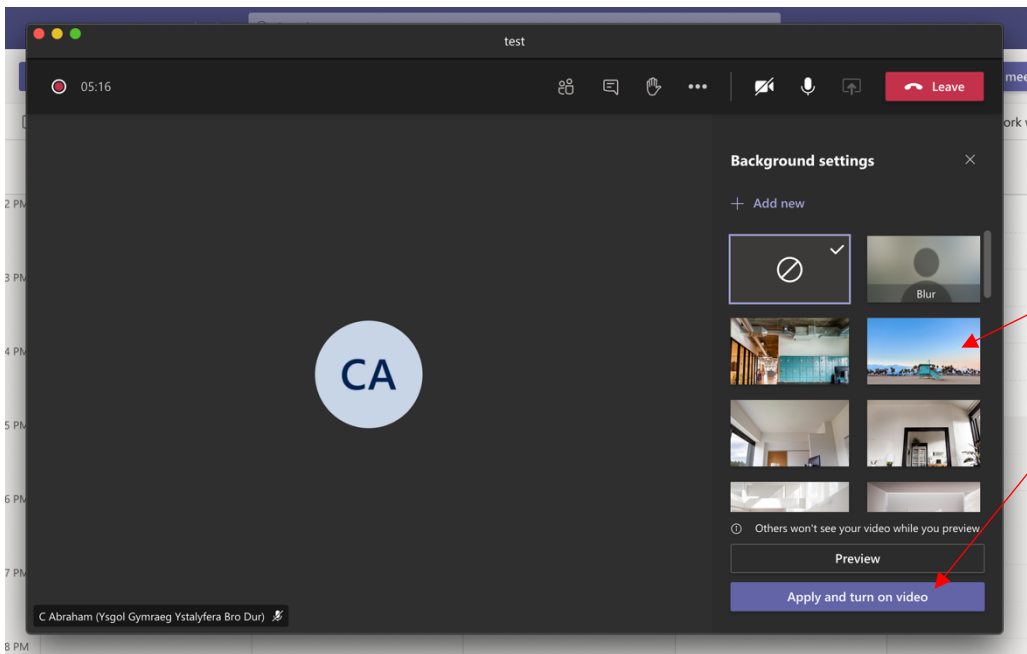 test
05:16
Leave
mee
ork w
Background settings
+ Add new
Blur
CA
Others won't see your video while you preview
Preview
Apply and turn on video
C Abraham (Ysgol Gymraeg Ystalyfera Bro Dur)
2 PM
3 PM
4 PM
5 PM
6 PM
7 PM
8 PM